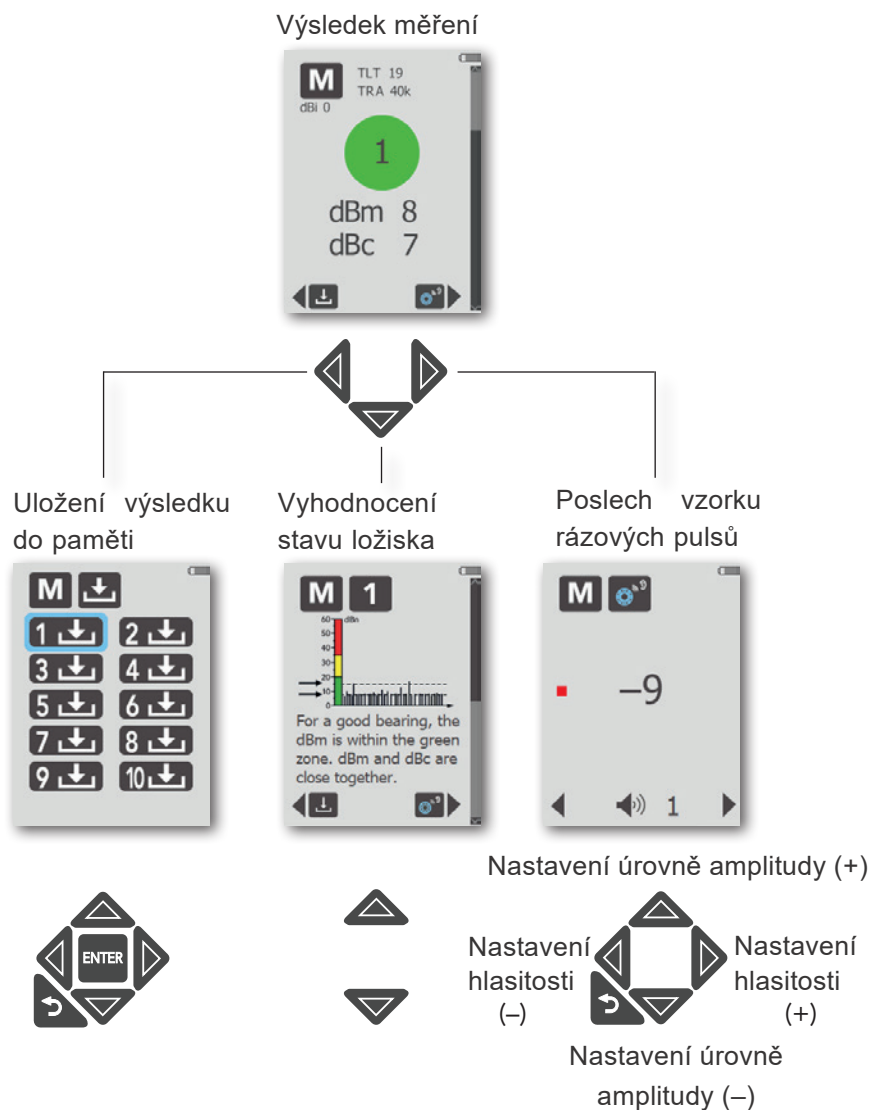 Výsledek měření
M
TLT 19
TRA 40k
dBi 0
1
dBm 8
dBc 7
Uložení výsledku
do paměti
M
1 2
3 4
5 6
7 8
9 10
ENTER
Vyhodnocení
stavu ložiska
M 1
60 dBn
50
40
30
20
10
0
For a good bearing, the
dBm is within the green
zone. dBm and dBc are
close together.
Poslech vzorku
rázových pulsů
M
–9
1
Nastavení úrovně amplitudy (+)
Nastavení
hlasitosti
(–)
Nastavení
hlasitosti
(+)
Nastavení úrovně
amplitudy (–)